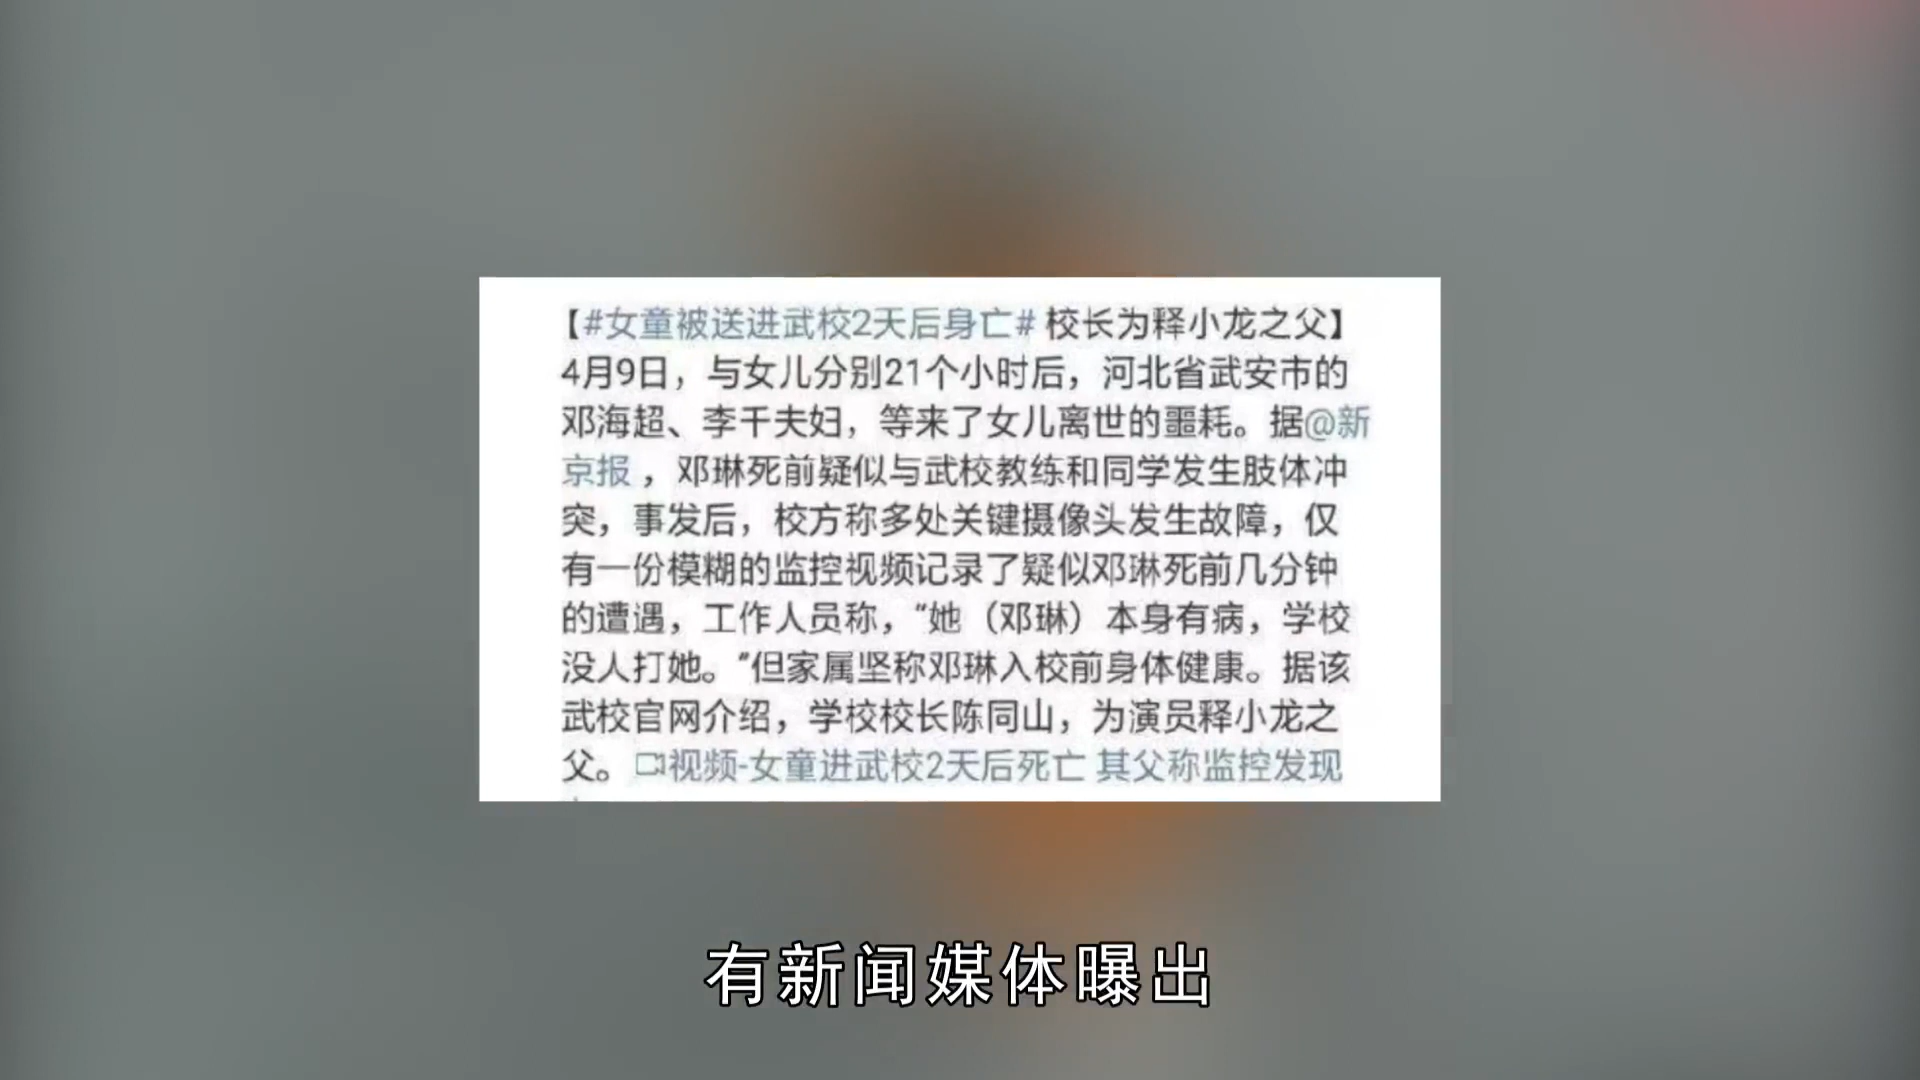 【#女童被送进武校2天后身亡# 校长为释小龙之父】
4月9日，与女儿分别21个小时后，河北省武安市的
邓海超、李千夫妇，等来了女儿离世的噩耗。据@新
京报 ，邓琳死前疑似与武校教练和同学发生肢体冲
突，事发后，校方称多处关键摄像头发生故障，仅
有一份模糊的监控视频记录了疑似邓琳死前几分钟
的遭遇，工作人员称，“她（邓琳）本身有病，学校
没人打她。”但家属坚称邓琳入校前身体健康。据该
武校官网介绍，学校校长陈同山，为演员释小龙之
父。视频-女童进武校2天后死亡 其父称监控发现
有新闻媒体曝出